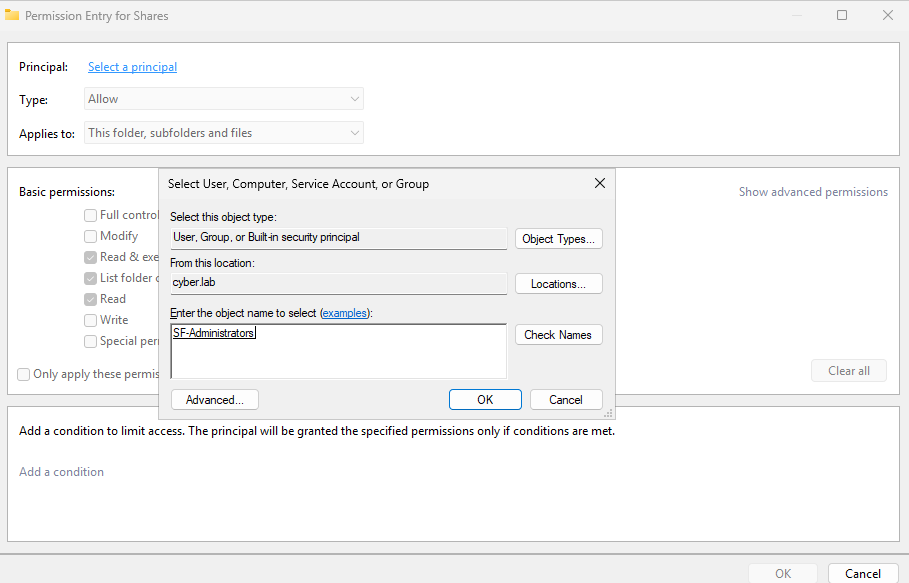 Permission Entry for Shares
Principal: Select a principal
Type: Allow
Applies to: This folder, subfolders and files
Basic permissions: Show advanced permissions
Full control
Modify
Read & exe
List folder c
Read
Write
Special per
Only apply these permis
Clear all
Select User, Computer, Service Account, or Group
Select this object type:
User, Group, or Built-in security principal Object Types...
From this location:
cyber.lab Locations...
Enter the object name to select (examples):
SF-Administrators Check Names
Advanced... OK Cancel
Add a condition to limit access. The principal will be granted the specified permissions only if conditions are met.
Add a condition
OK Cancel